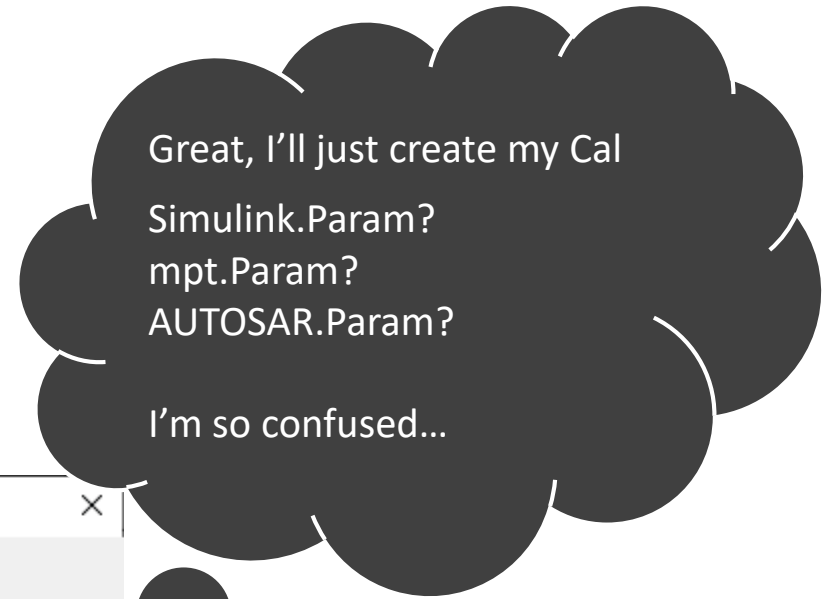 Great, I’ll just create my Cal
Simulink.Param?
mpt.Param?
AUTOSAR.Param?
I’m so confused…